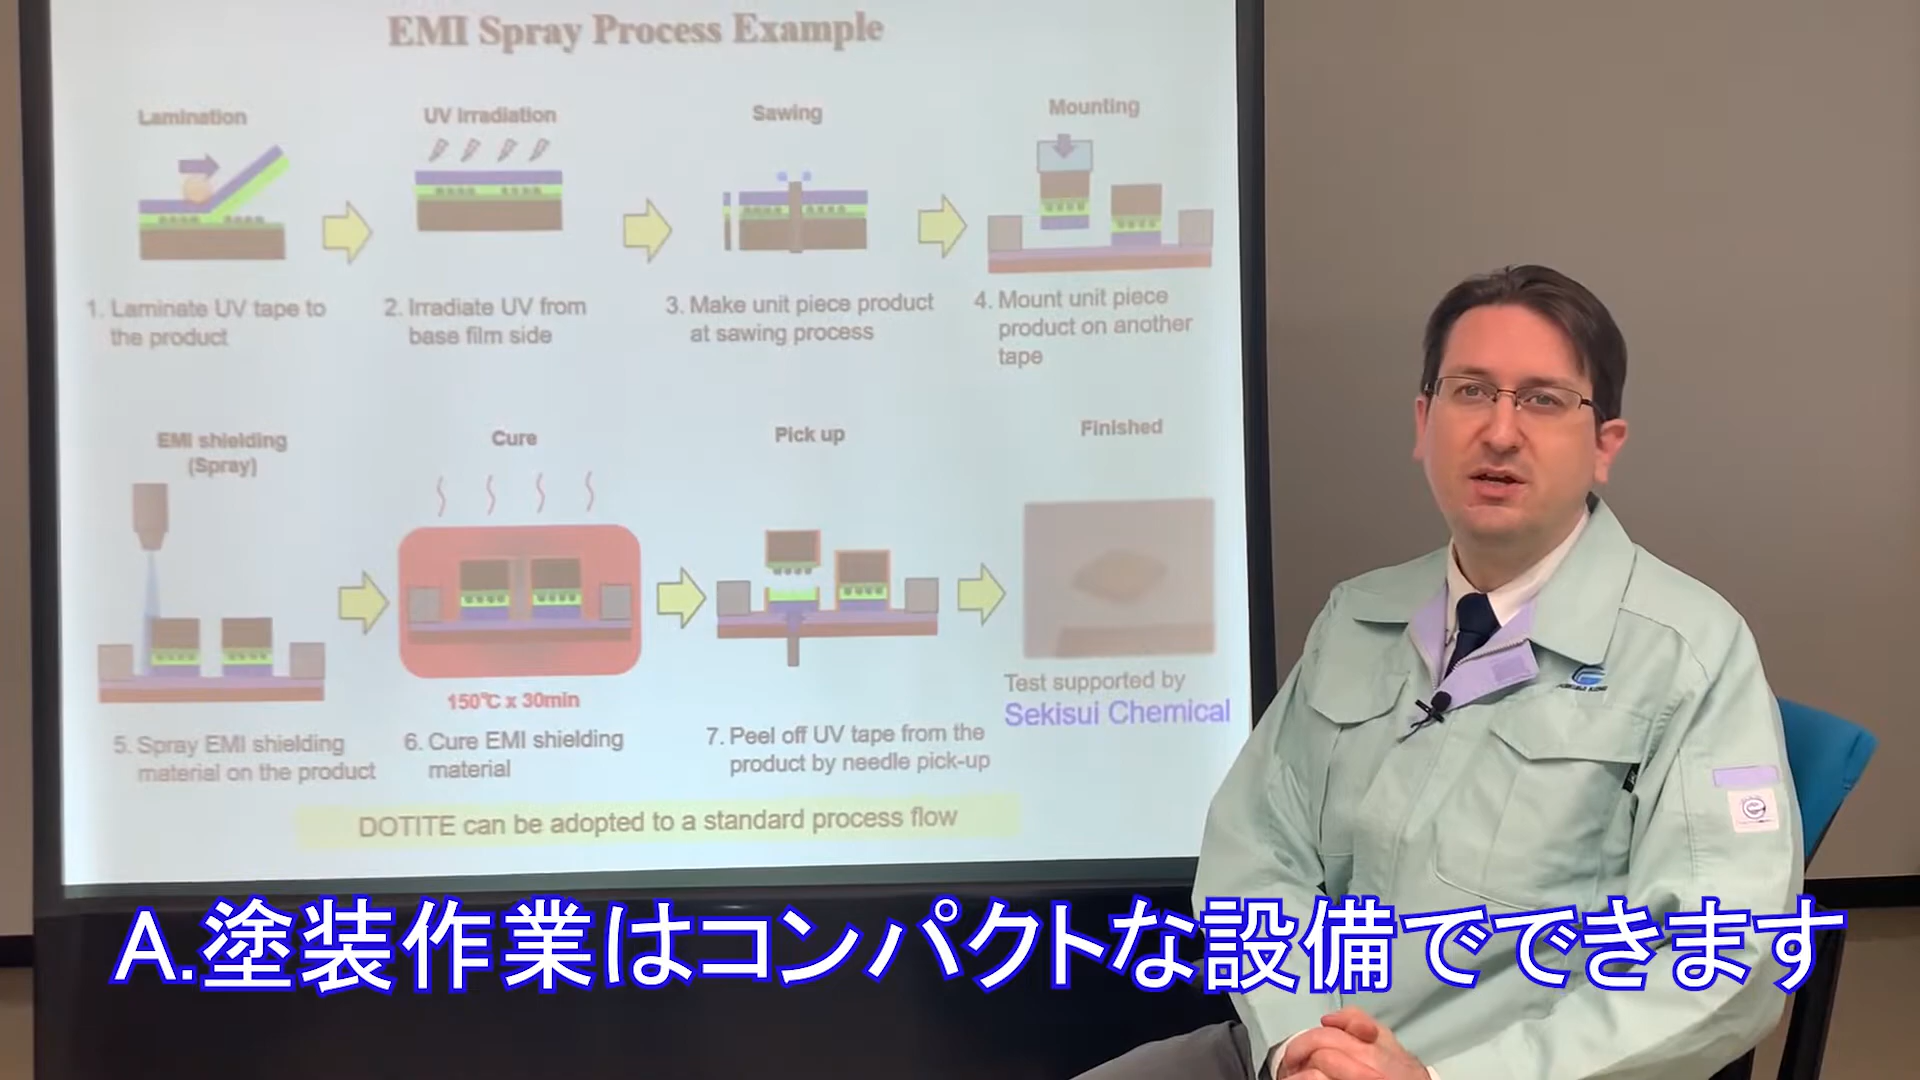 EMI Spray Process Example
Lamination
UV Irradiation
Sawing
Mounting
1. Laminate UV tape to
the product
2. Irradiate UV from
base film side
3. Make unit piece product
at sawing process
4. Mount unit piece
product on another
tape
EMI shielding
(Spray)
Cure
Pick up
Finished
150℃ x 30min
5. Spray EMI shielding
material on the product
6. Cure EMI shielding
material
7. Peel off UV tape from the
product by needle pick-up
Test supported by
Sekisui Chemical
DOTITE can be adopted to a standard process flow
A.塗装作業はコンパクトな設備でできます